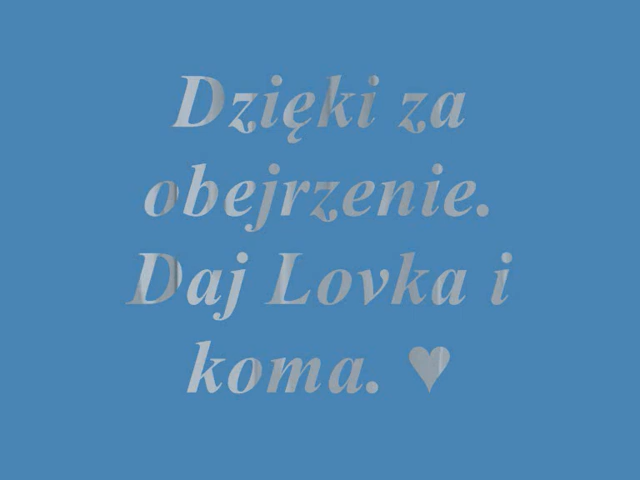 Dzięki za
obejrzenie.
Daj Lovka i
koma. ♥